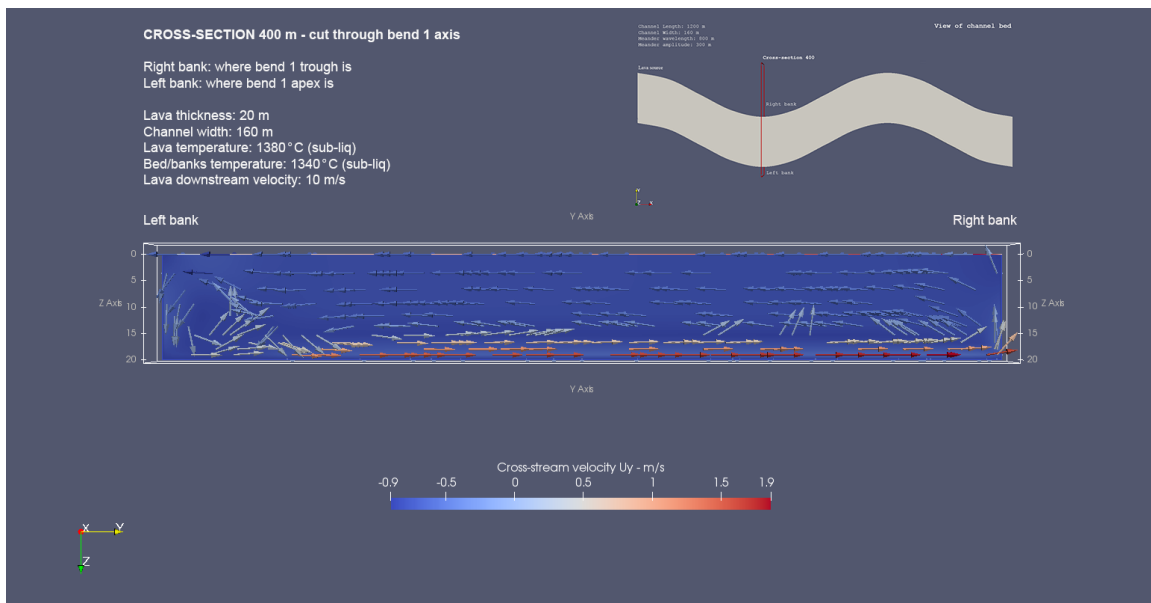 CROSS-SECTION 400 m - cut through bend 1 axis
Right bank: where bend 1 trough is
Left bank: where bend 1 apex is
Lava thickness: 20 m
Channel width: 160 m
Lava temperature: 1380°C (sub-liq)
Bed/banks temperature: 1340°C (sub-liq)
Lava downstream velocity: 10 m/s
Channel Length: 1200 m
Channel Width: 160 m
Meander wavelength: 800 m
Meander amplitude: 300 m
View of channel bed
Cross-section 400
Lava source
Right bank
Left bank
Left bank
Y Axis
Right bank
0
5
Z Axis
10
15
20
0
5
10
Z Axis
15
20
Y Axis
Cross-stream velocity Uy - m/s
-0.9 -0.5 0 0.5 1 1.5 1.9
X Y
Z